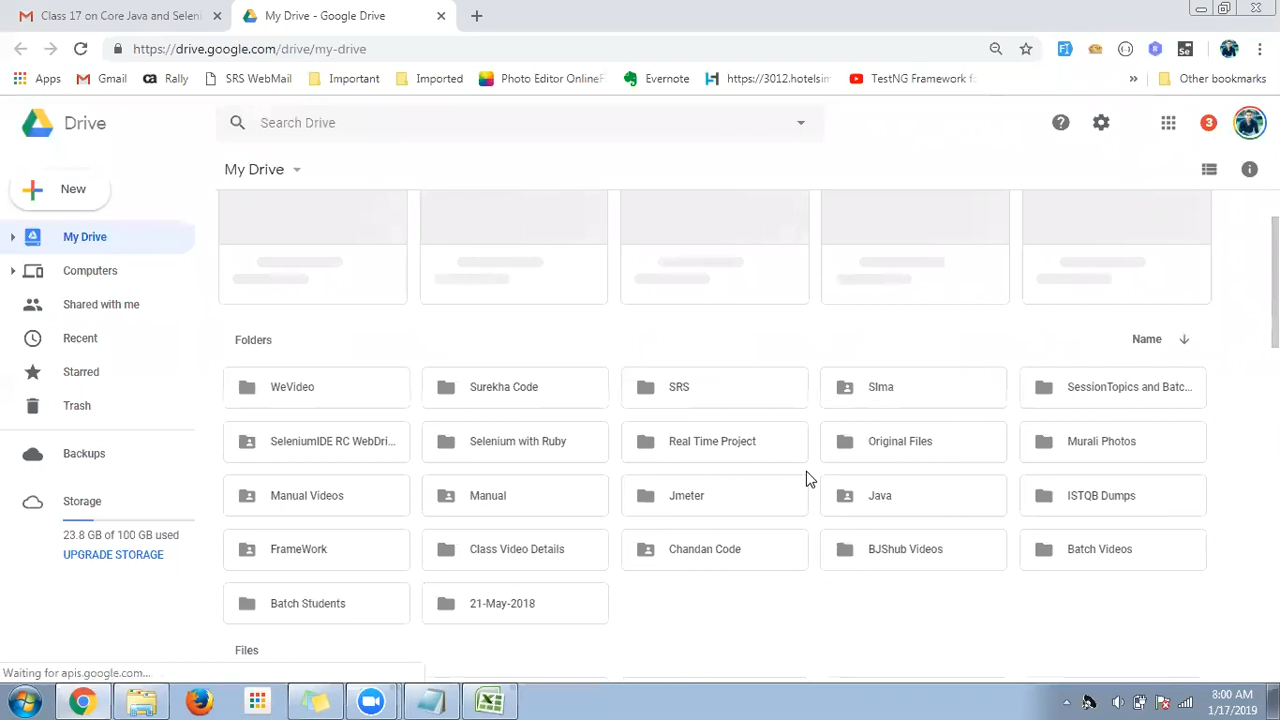 Class 17 on Core Java and Seleni
My Drive - Google Drive
https://drive.google.com/drive/my-drive
Apps
Gmail
Rally
SRS WebMail
Important
Imported
Photo Editor OnlineF
Evernote
https://3012.hotelsim
TestNG Framework f
Other bookmarks
Drive
Search Drive
3
My Drive
New
My Drive
Computers
Shared with me
Recent
Starred
Trash
Backups
Storage
23.8 GB of 100 GB used
UPGRADE STORAGE
Folders
Name
WeVideo
Surekha Code
SRS
SIma
SessionTopics and Batc...
SeleniumIDE RC WebDri...
Selenium with Ruby
Real Time Project
Original Files
Murali Photos
Manual Videos
Manual
Jmeter
Java
ISTQB Dumps
FrameWork
Class Video Details
Chandan Code
BJShub Videos
Batch Videos
Batch Students
21-May-2018
Files
Waiting for apis.google.com...
8:00 AM
1/17/2019